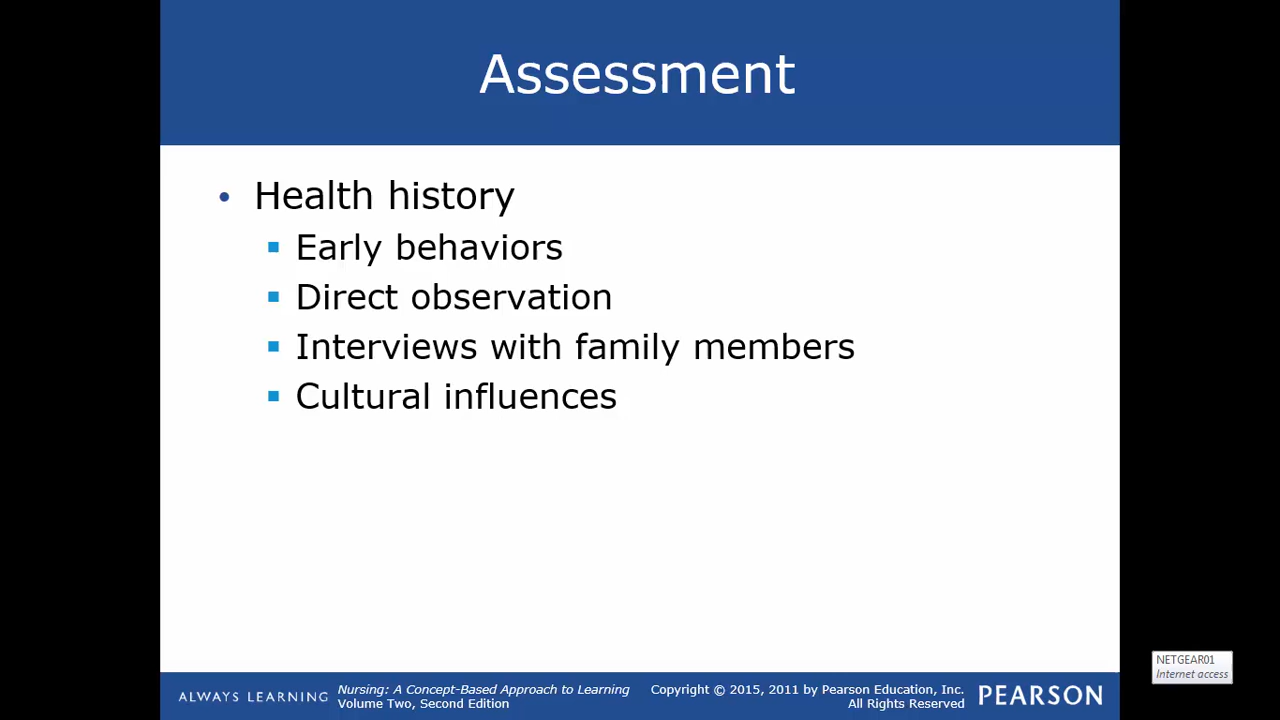 Assessment
• Health history
▪ Early behaviors
▪ Direct observation
▪ Interviews with family members
▪ Cultural influences
NETGEAR01
Internet access
ALWAYS LEARNING
Nursing: A Concept-Based Approach to Learning
Volume Two, Second Edition
Copyright © 2015, 2011 by Pearson Education, Inc.
All Rights Reserved
PEARSON